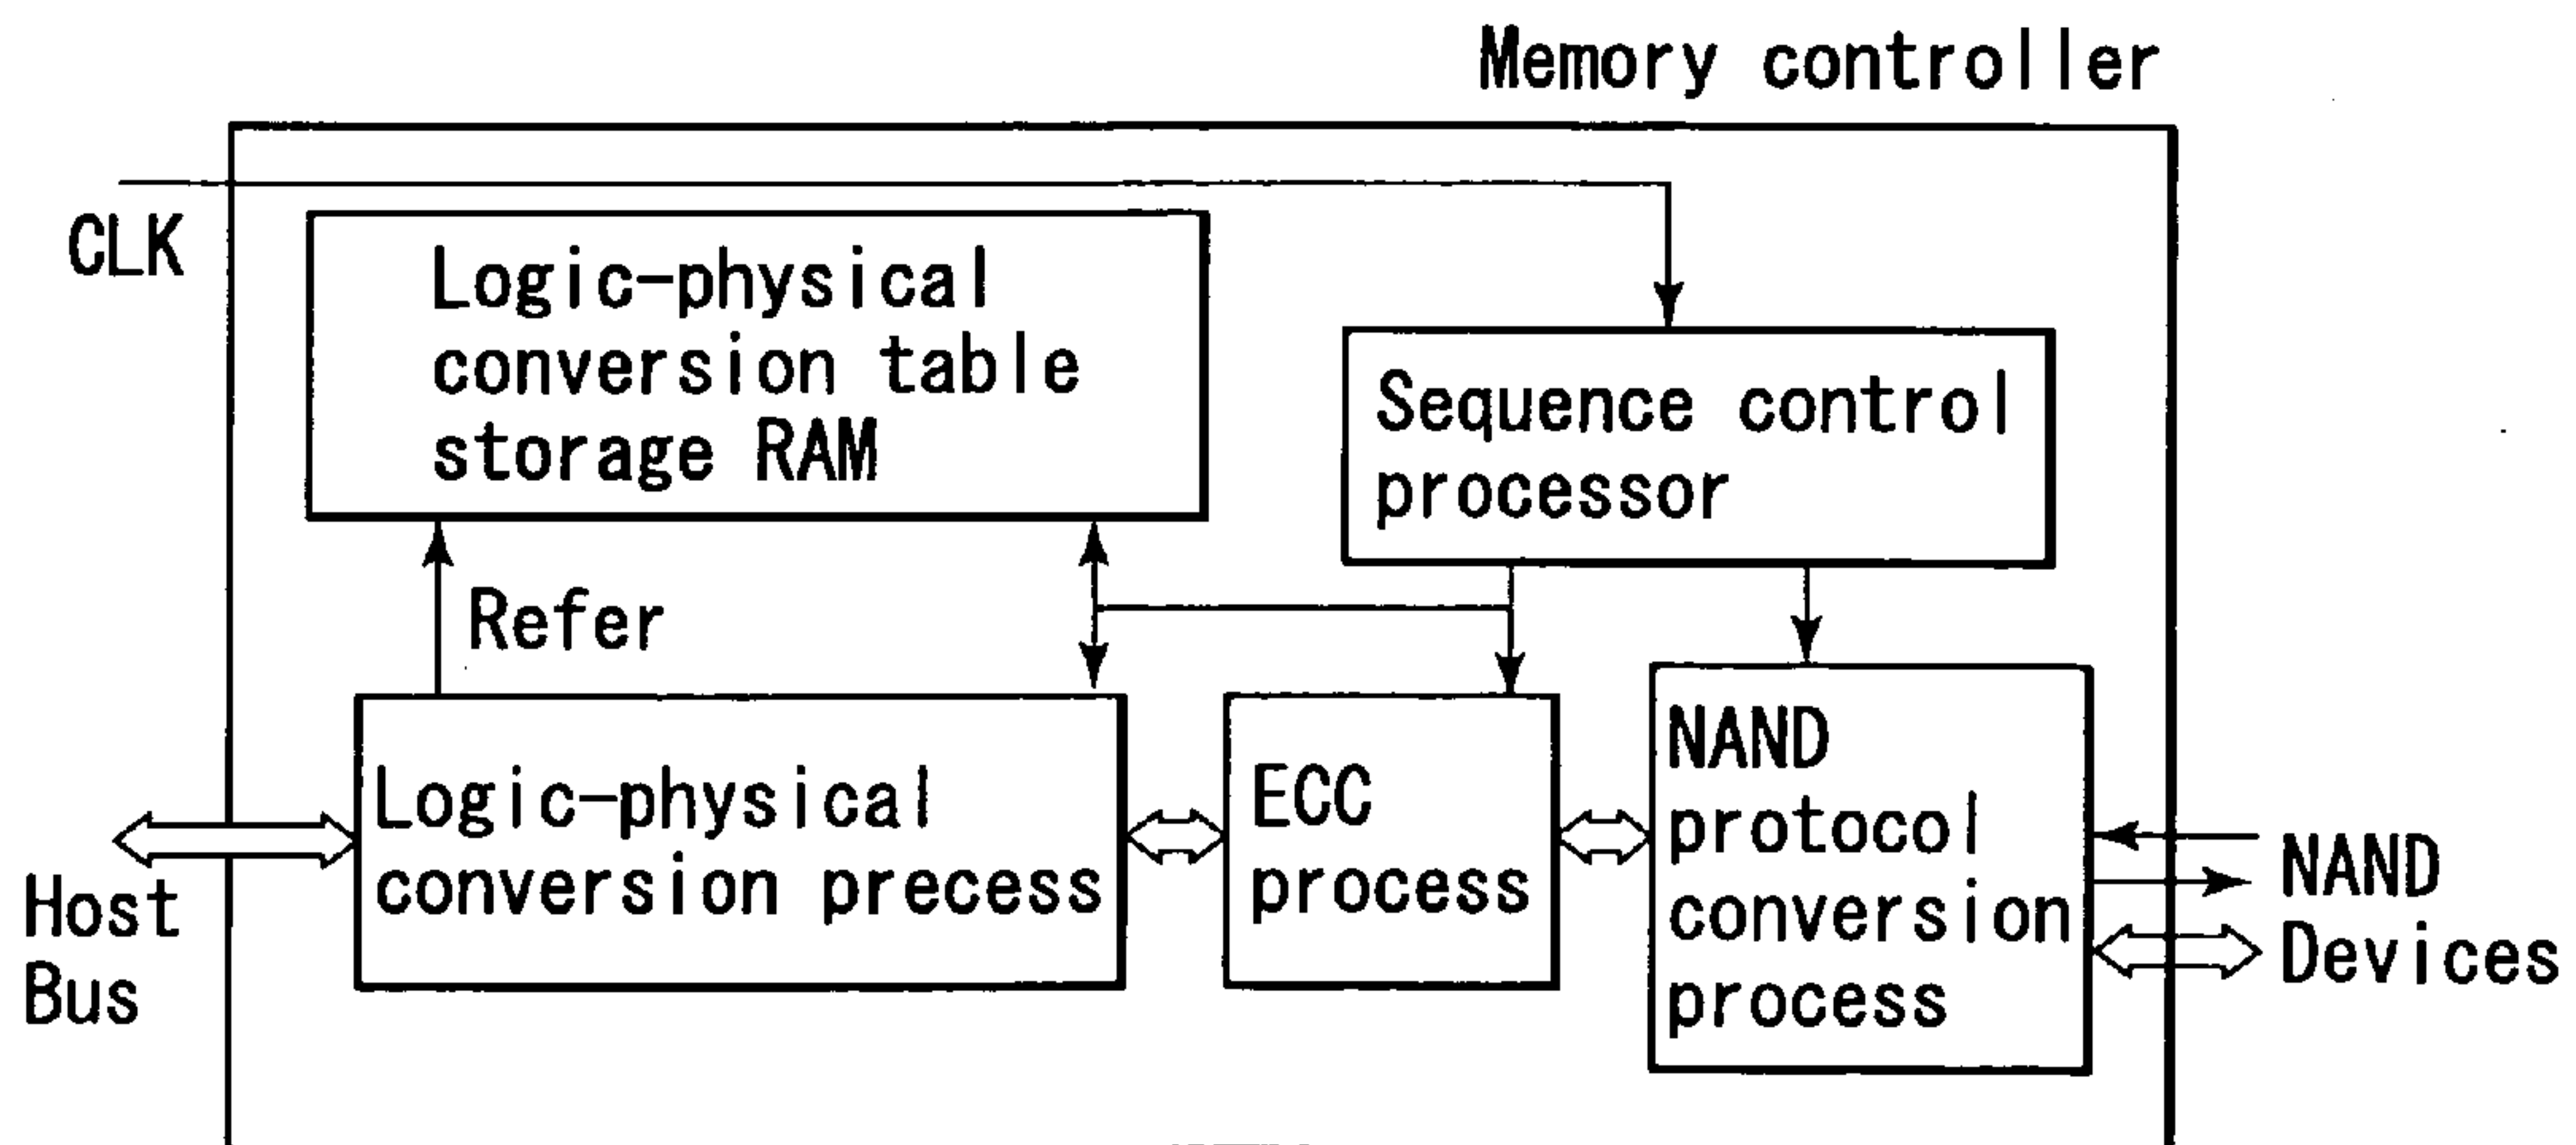 Memory controller
CLK
Logic-physical
conversion table
storage RAM
Sequence control
processor
Refer
Logic-physical
conversion precess
ECC
process
NAND
protocol
conversion
process
Host
Bus
NAND
Devices